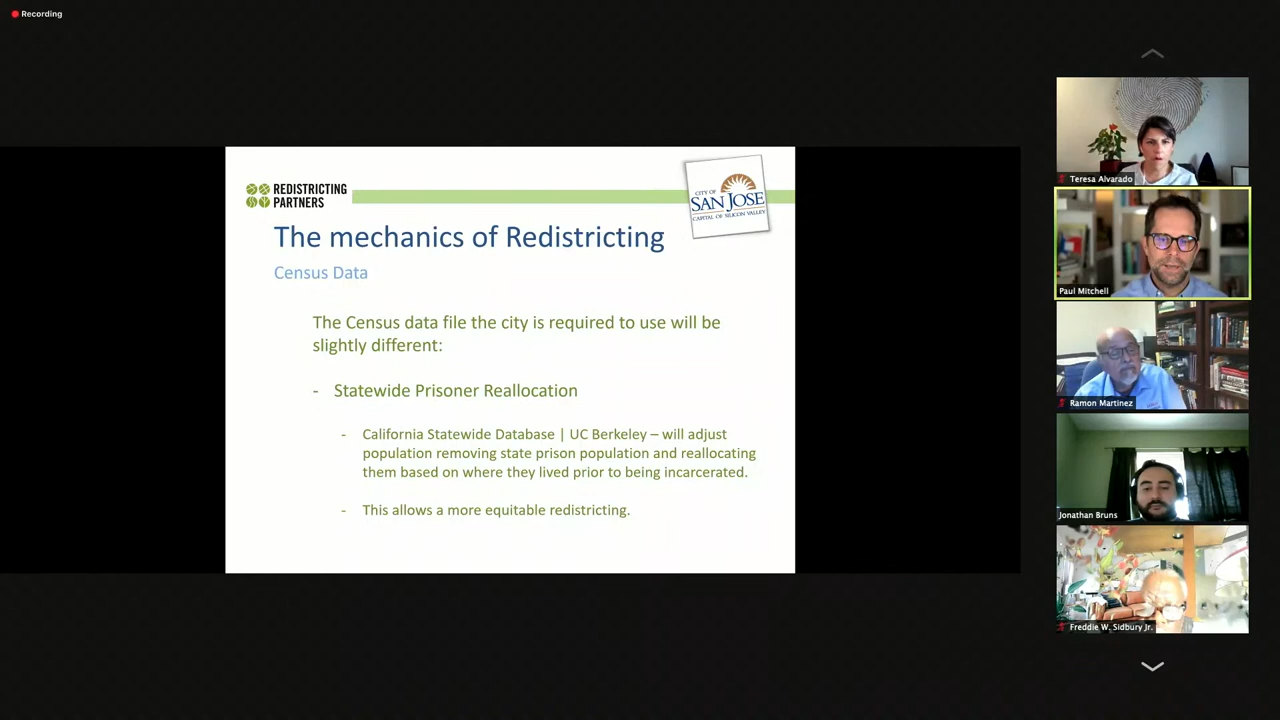 Recording
REDISTRICTING
PARTNERS
CITY OF
SAN JOSE
CAPITAL OF SILICON VALLEY
The mechanics of Redistricting
Census Data
The Census data file the city is required to use will be
slightly different:
- Statewide Prisoner Reallocation
- California Statewide Database | UC Berkeley – will adjust
population removing state prison population and reallocating
them based on where they lived prior to being incarcerated.
- This allows a more equitable redistricting.
Teresa Alvarado
Paul Mitchell
Ramon Martinez
Jonathan Bruns
Freddie W. Sidbury Jr.